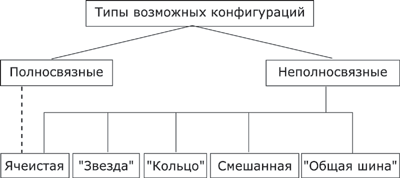 Типы возможных конфигураций
Полносвязные
Неполносвязные
Ячеистая
"Звезда"
"Кольцо"
Смешанная
"Общая шина"